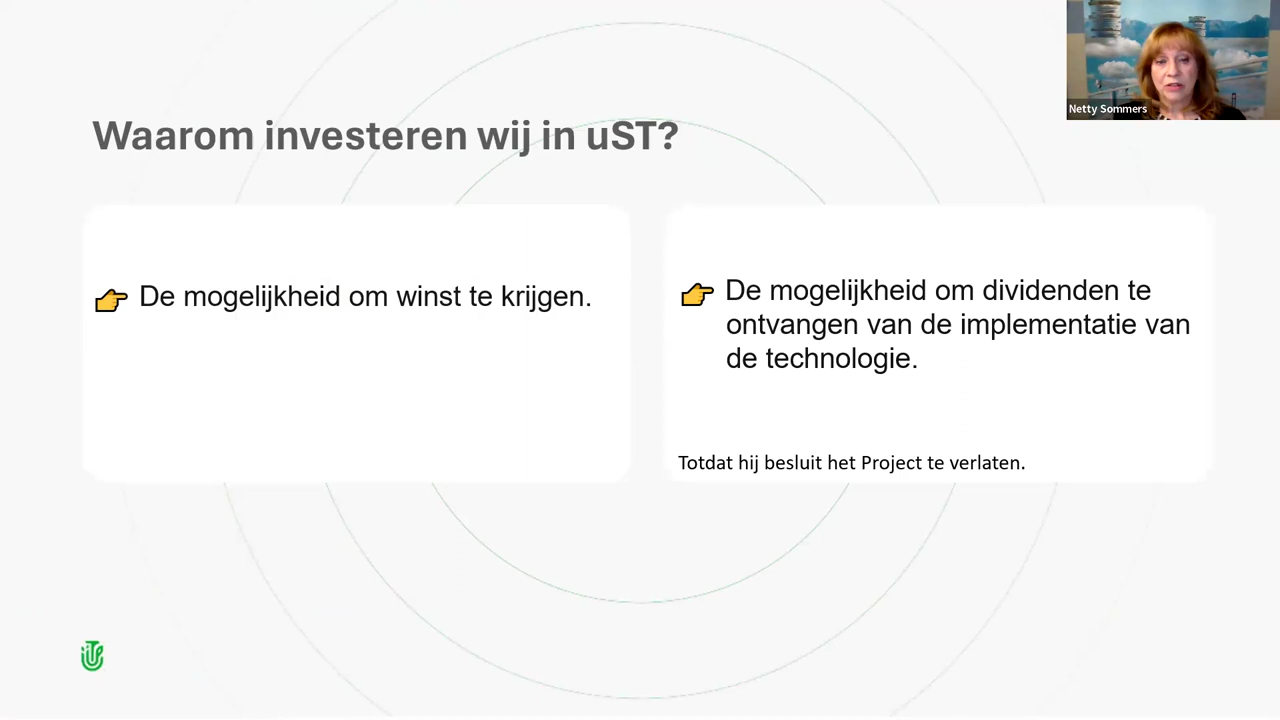 Netty Sommers
Waarom investeren wij in uST?
👉 De mogelijkheid om winst te krijgen.
👉 De mogelijkheid om dividenden te
ontvangen van de implementatie van
de technologie.
Totdat hij besluit het Project te verlaten.